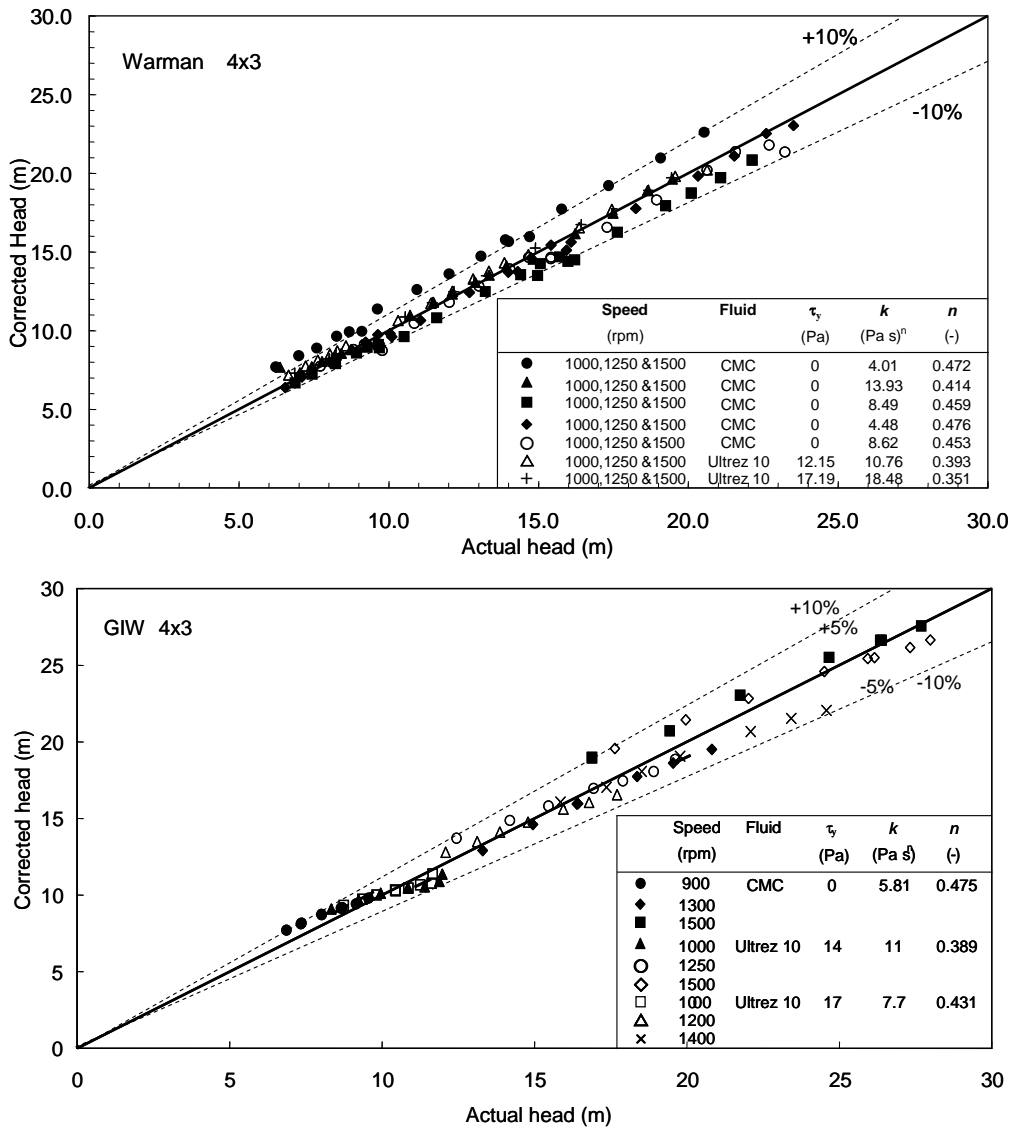 Warman 4x3
+10%
-10%
30.0
25.0
20.0
15.0
10.0
5.0
0.0
Corrected Head (m)
Speed Fluid τy k n
(rpm) (Pa) (Pa s)n (-)
1000,1250 &1500 CMC 0 4.01 0.472
1000,1250 &1500 CMC 0 13.93 0.414
1000,1250 &1500 CMC 0 8.49 0.459
1000,1250 &1500 CMC 0 4.48 0.476
1000,1250 &1500 CMC 0 8.62 0.453
1000,1250 &1500 Ultrez 10 12.15 10.76 0.393
1000,1250 &1500 Ultrez 10 17.19 18.48 0.351
0.0 5.0 10.0 15.0 20.0 25.0 30.0
Actual head (m)
GIW 4x3
+10%
+5%
-5%
-10%
30
25
20
15
10
5
0
Corrected head (m)
Speed Fluid τy k n
(rpm) (Pa) (Pa s)n (-)
900 CMC 0 5.81 0.475
1300
1500
1000 Ultrez 10 14 11 0.389
1250
1500
1000 Ultrez 10 17 7.7 0.431
1200
1400
0 5 10 15 20 25 30
Actual head (m)